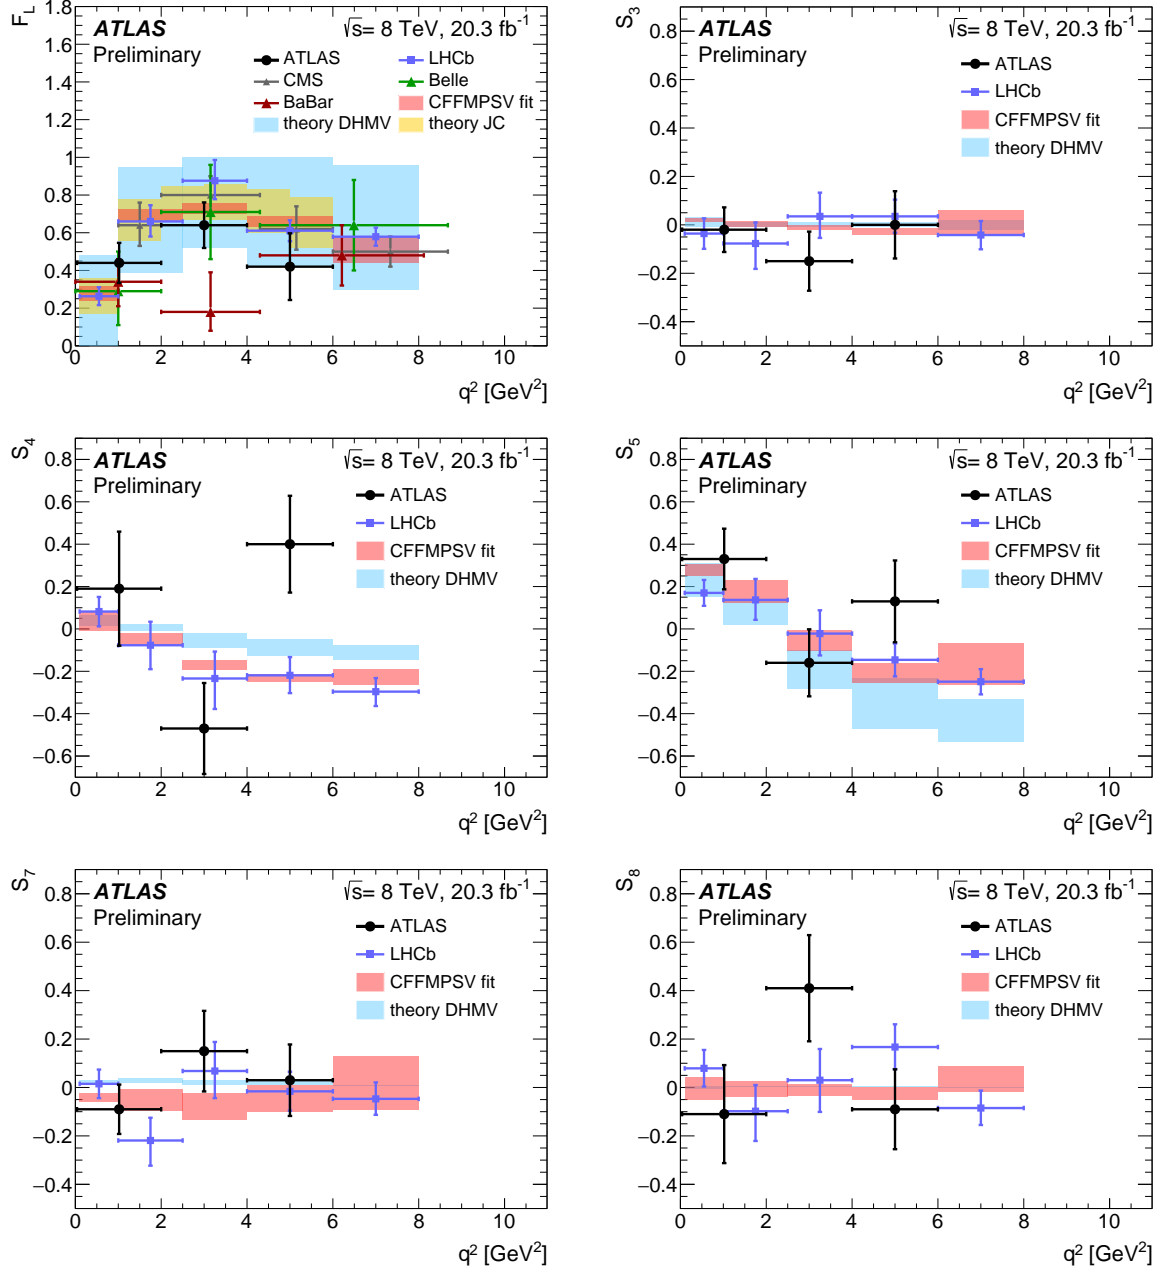 F_L
ATLAS
√s= 8 TeV, 20.3 fb⁻¹
Preliminary
ATLAS
LHCb
CMS
Belle
BaBar
CFFMPSV fit
theory DHMV
theory JC
1.8
1.6
1.4
1.2
1
0.8
0.6
0.4
0.2
0
0 2 4 6 8 10
q² [GeV²]
S₃
ATLAS
√s= 8 TeV, 20.3 fb⁻¹
Preliminary
ATLAS
LHCb
CFFMPSV fit
theory DHMV
0.8
0.6
0.4
0.2
0
−0.2
−0.4
0 2 4 6 8 10
q² [GeV²]
S₄
ATLAS
√s= 8 TeV, 20.3 fb⁻¹
Preliminary
ATLAS
LHCb
CFFMPSV fit
theory DHMV
0.8
0.6
0.4
0.2
0
−0.2
−0.4
−0.6
0 2 4 6 8 10
q² [GeV²]
S₅
ATLAS
√s= 8 TeV, 20.3 fb⁻¹
Preliminary
ATLAS
LHCb
CFFMPSV fit
theory DHMV
0.8
0.6
0.4
0.2
0
−0.2
−0.4
−0.6
0 2 4 6 8 10
q² [GeV²]
S₇
ATLAS
√s= 8 TeV, 20.3 fb⁻¹
Preliminary
ATLAS
LHCb
CFFMPSV fit
theory DHMV
0.8
0.6
0.4
0.2
0
−0.2
−0.4
0 2 4 6 8 10
q² [GeV²]
S₈
ATLAS
√s= 8 TeV, 20.3 fb⁻¹
Preliminary
ATLAS
LHCb
CFFMPSV fit
theory DHMV
0.8
0.6
0.4
0.2
0
−0.2
−0.4
0 2 4 6 8 10
q² [GeV²]